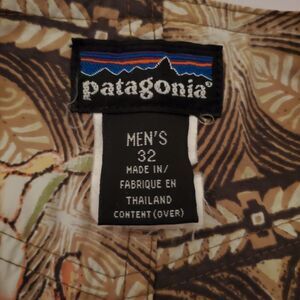 patagonia®
MEN'S
32
MADE IN/
FABRIQUE EN
THAILAND
CONTENT (OVER)